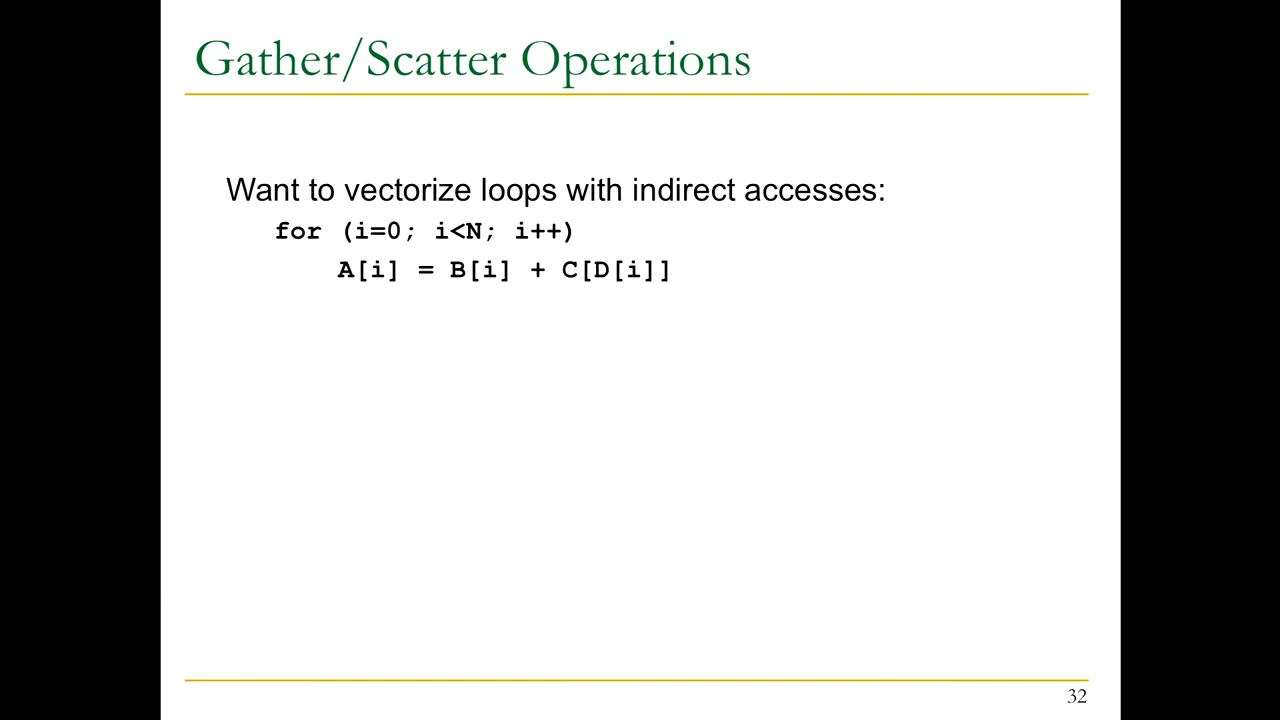 Gather/Scatter Operations
Want to vectorize loops with indirect accesses:
for (i=0; i<N; i++)
A[i] = B[i] + C[D[i]]
32